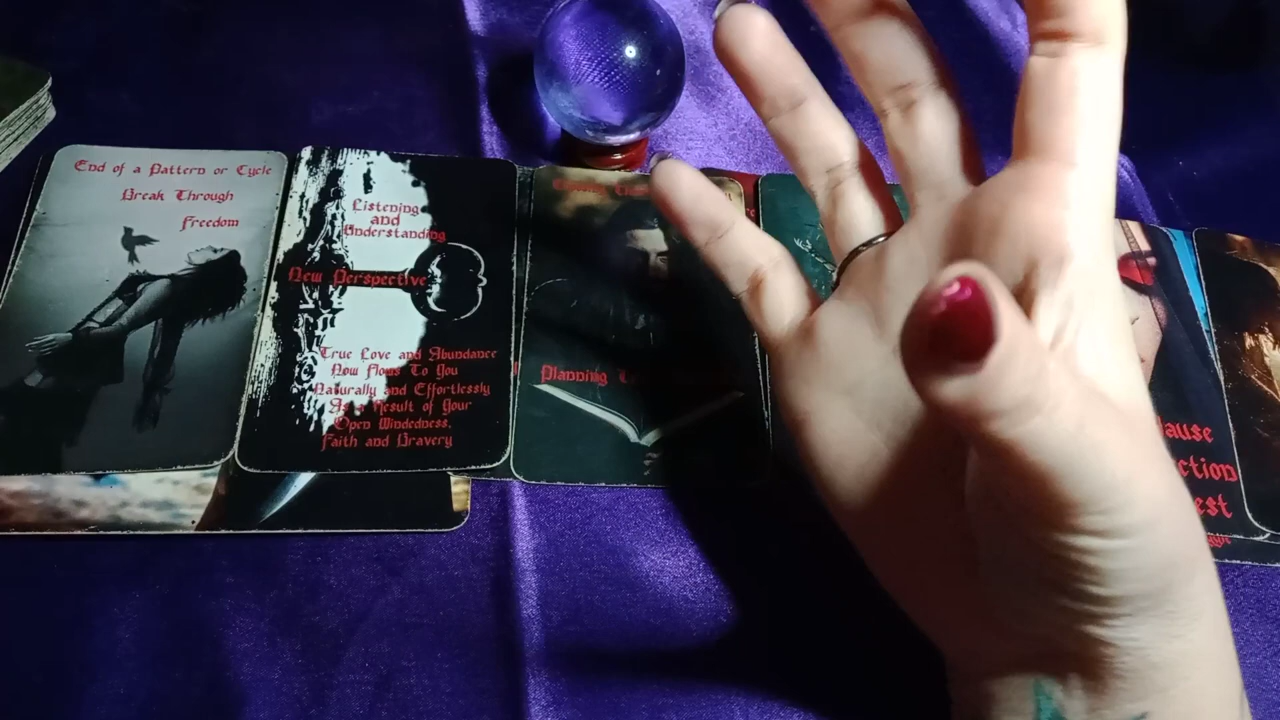 End of a Pattern or Cycle
Break Through
Freedom
Listening
and
Understanding
New Perspective
True Love and Abundance
Now Flows To You
Naturally and Effortlessly
As a Result of Your
Open Mindedness,
Faith and Bravery
Planning